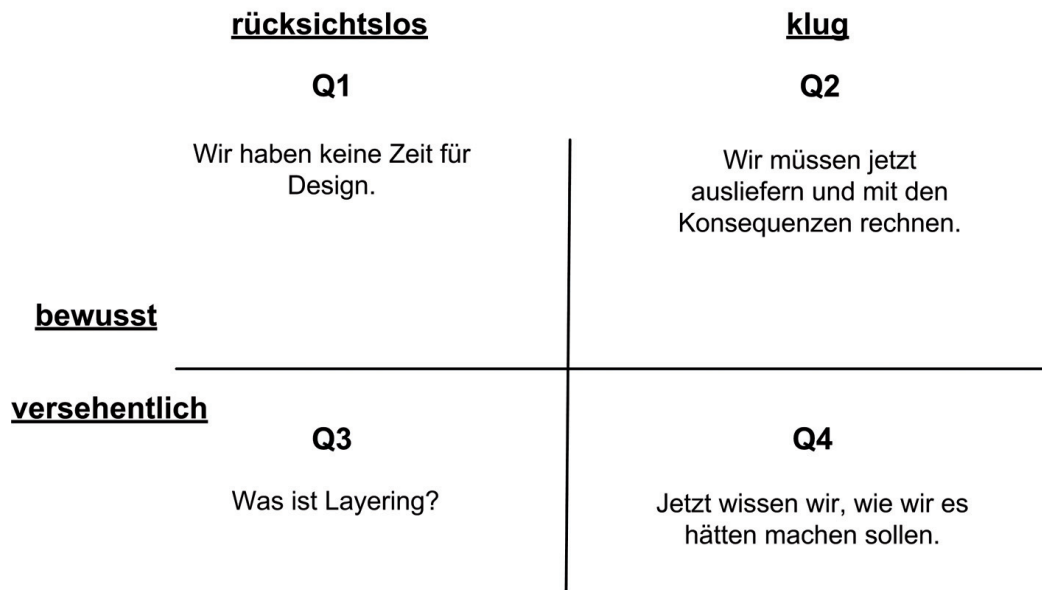 rücksichtslos
klug
Q1
Q2
Wir haben keine Zeit für
Design.
Wir müssen jetzt
ausliefern und mit den
Konsequenzen rechnen.
bewusst
versehentlich
Q3
Q4
Was ist Layering?
Jetzt wissen wir, wie wir es
hätten machen sollen.